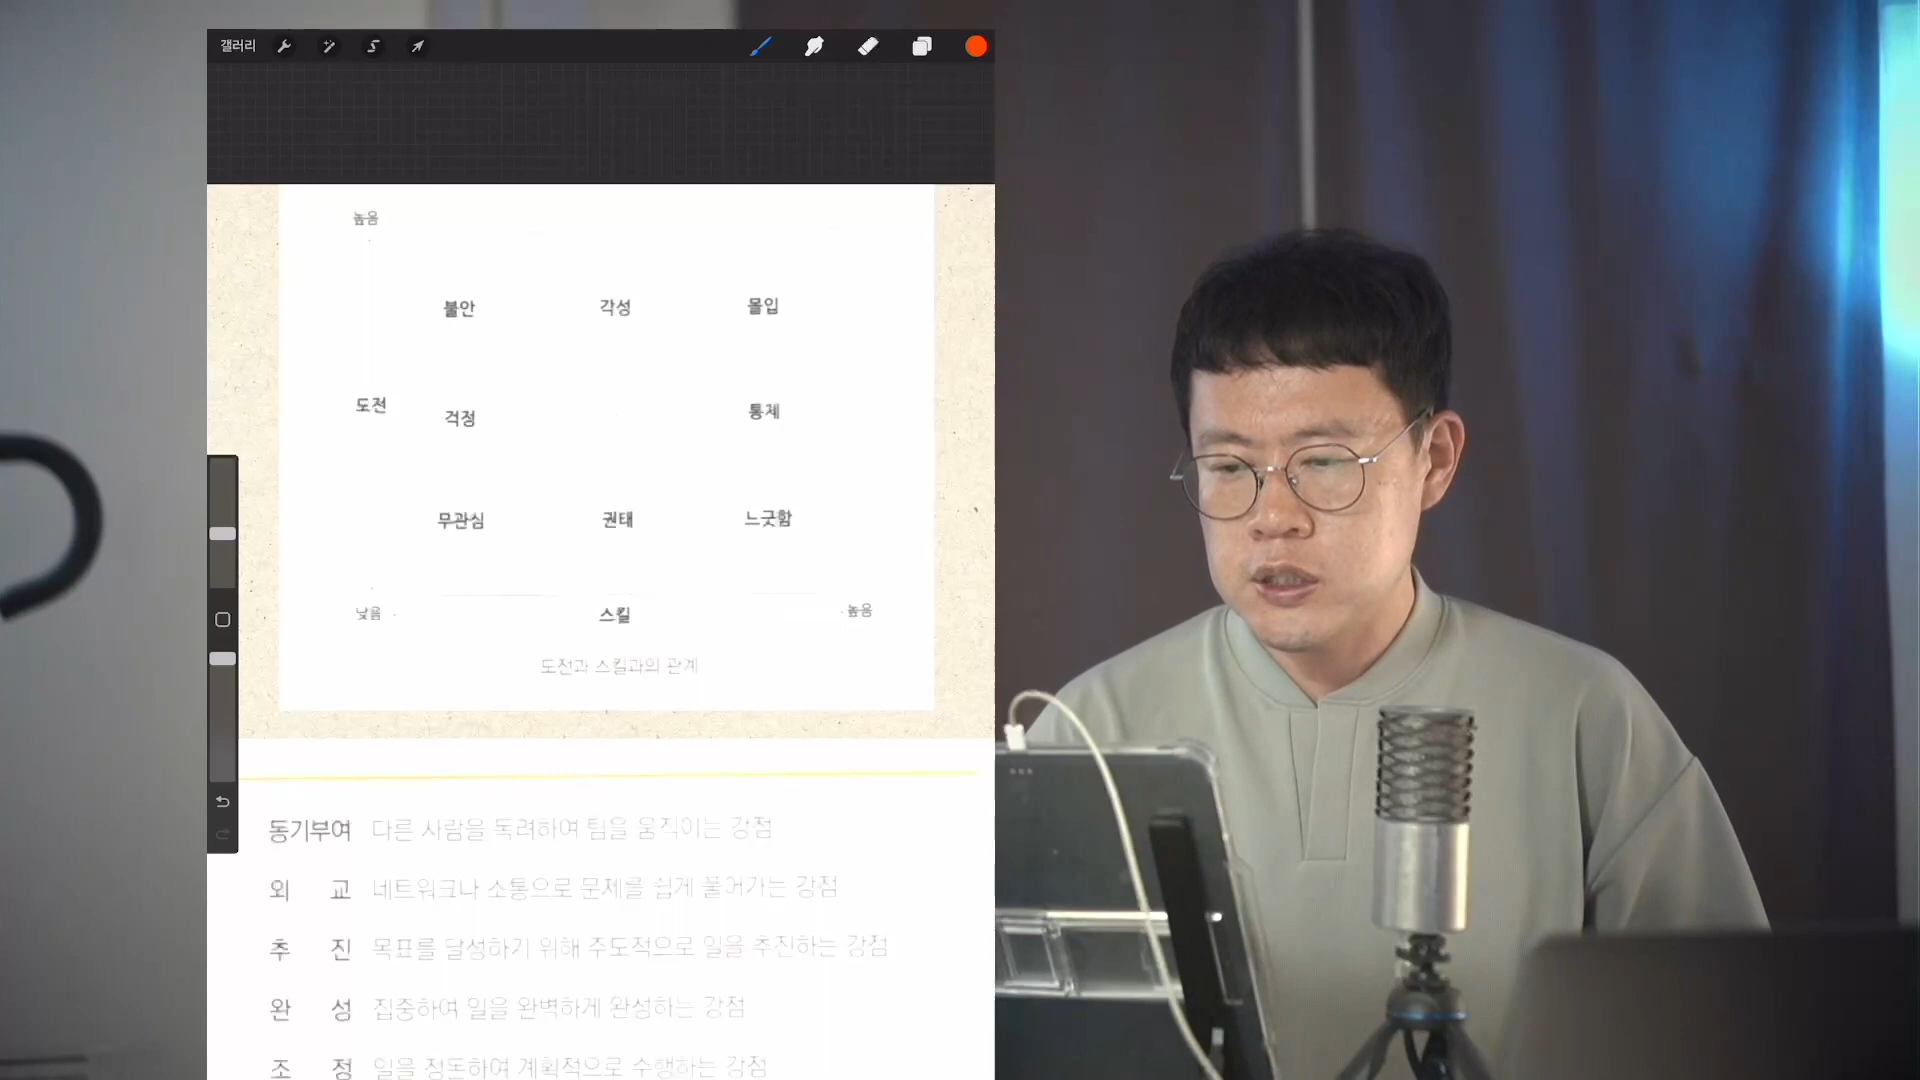 갤러리
높음
불안 각성 몰입
도전 걱정 통제
무관심 권태 느긋함
낮음 스킬 높음
도전과 스킬과의 관계
동기부여 다른 사람을 독려하여 팀을 움직이는 강점
외 교 네트워크나 소통으로 문제를 쉽게 풀어가는 강점
추 진 목표를 달성하기 위해 주도적으로 일을 추진하는 강점
완 성 집중하여 일을 완벽하게 완성하는 강점
조 정 일을 정돈하여 계획적으로 수행하는 강점